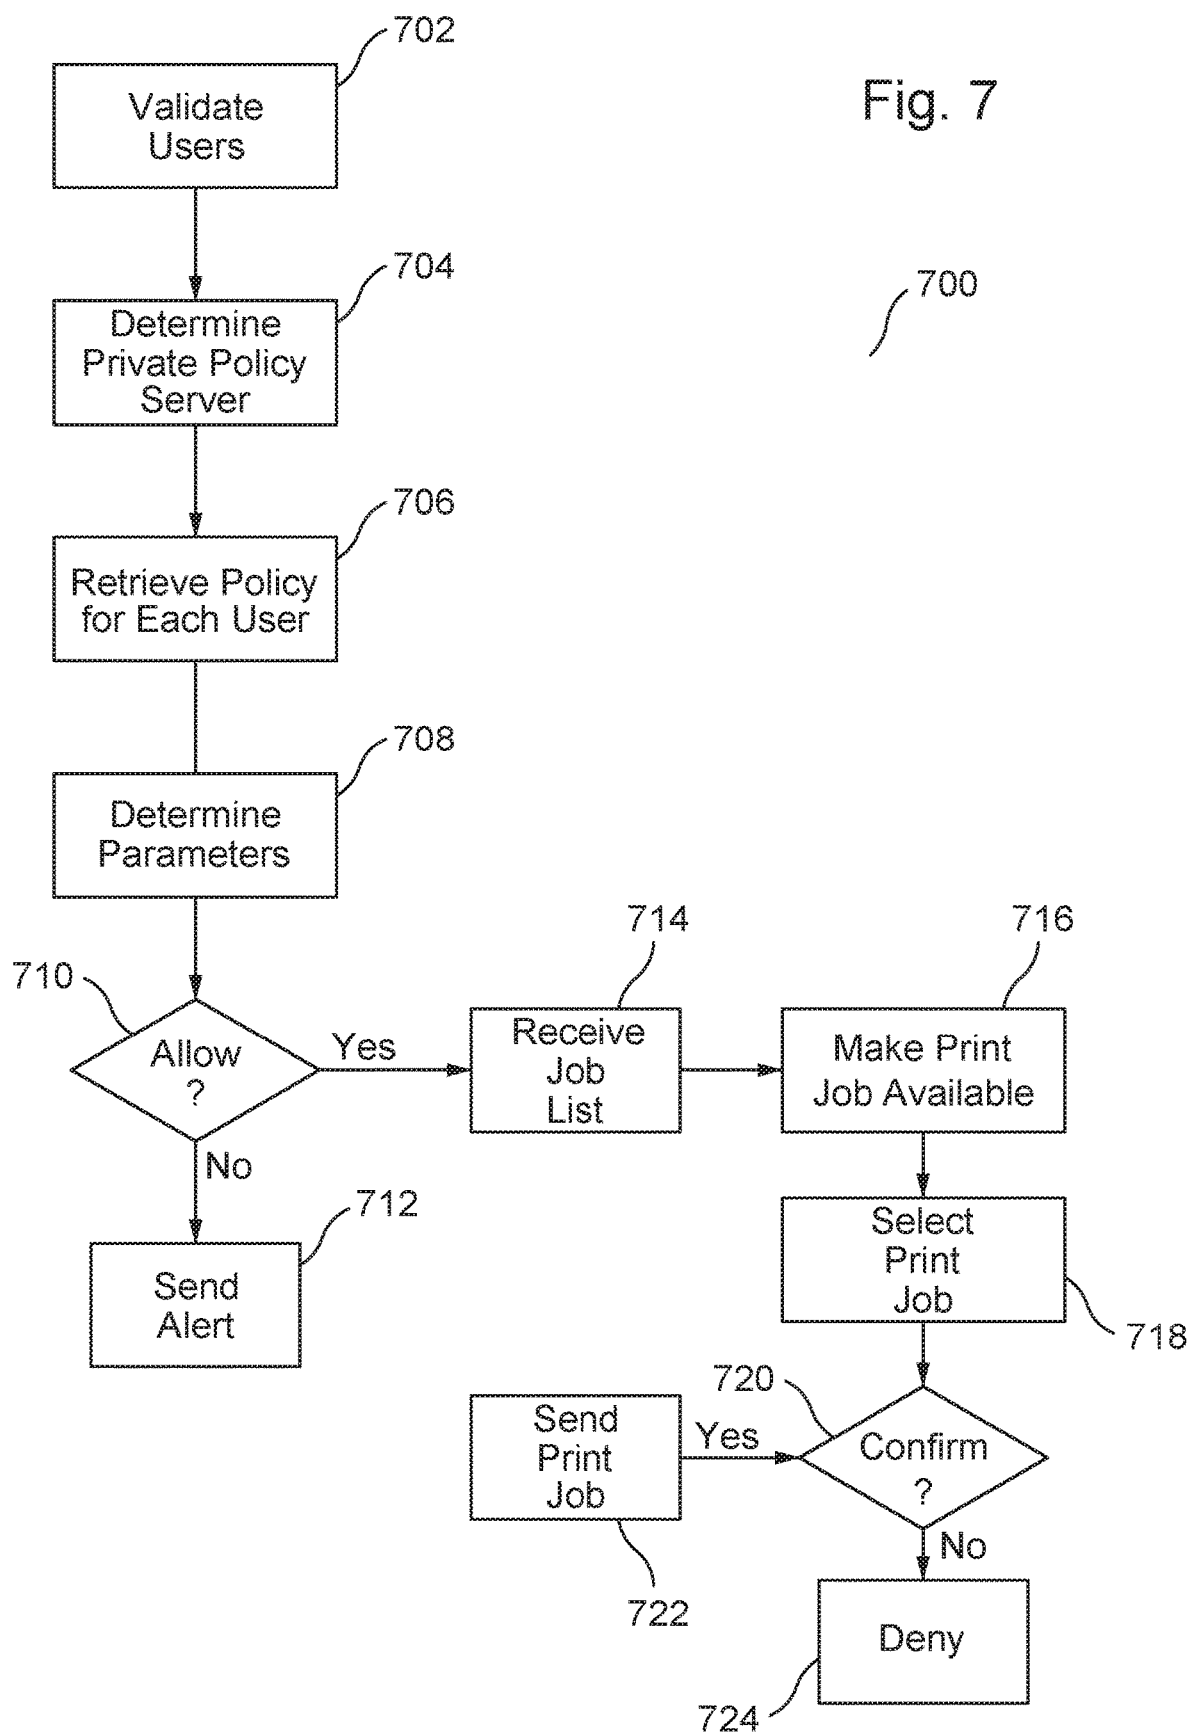 702
Fig. 7
Validate
Users
704
700
Determine
Private Policy
Server
706
Retrieve Policy
for Each User
708
Determine
Parameters
714
716
710
Allow
?
Yes
Receive
Job
List
Make Print
Job Available
No
712
Select
Print
Job
Send
Alert
718
720
Send
Print
Job
Yes
Confirm
?
No
722
Deny
724